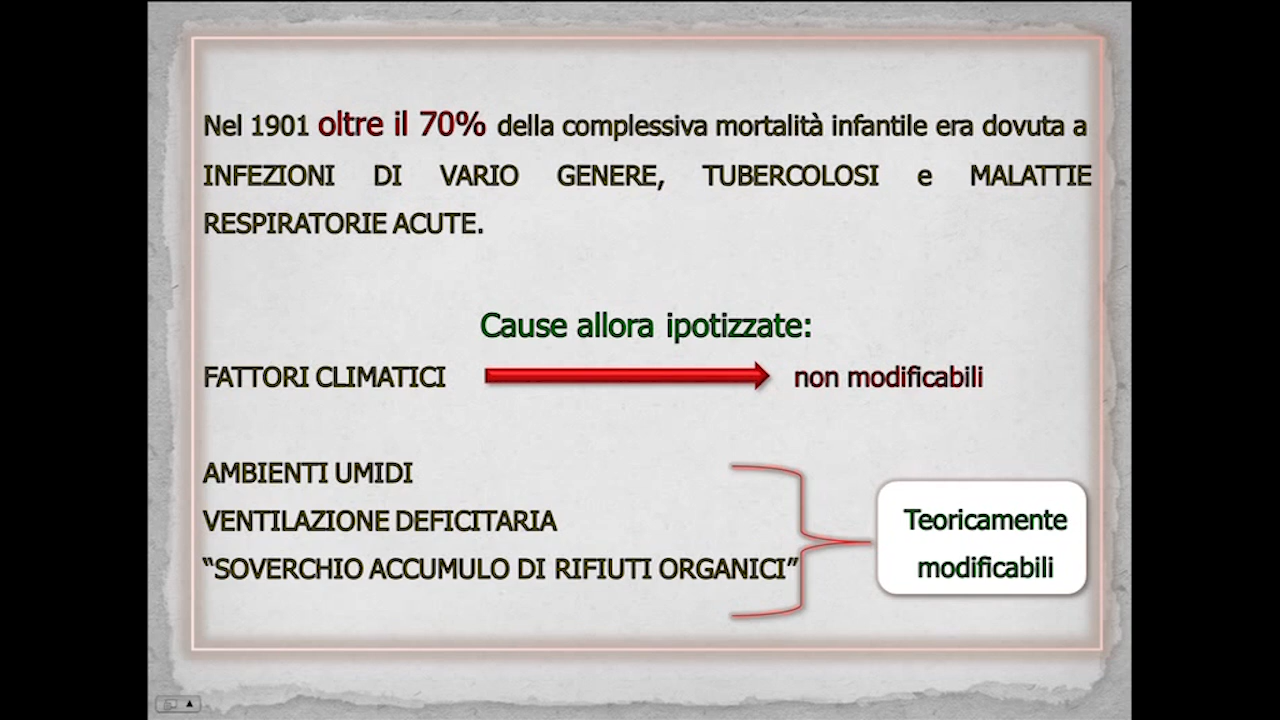 Nel 1901 oltre il 70% della complessiva mortalità infantile era dovuta a
INFEZIONI DI VARIO GENERE, TUBERCOLOSI e MALATTIE
RESPIRATORIE ACUTE.
Cause allora ipotizzate:
FATTORI CLIMATICI non modificabili
AMBIENTI UMIDI
VENTILAZIONE DEFICITARIA
“SOVERCHIO ACCUMULO DI RIFIUTI ORGANICI”
Teoricamente
modificabili